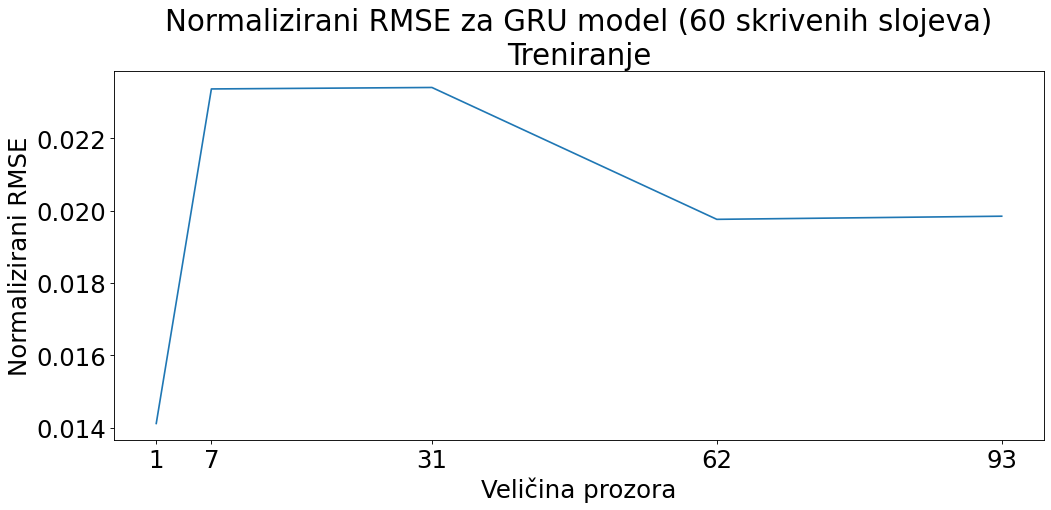 Normalizirani RMSE za GRU model (60 skrivenih slojeva)
Treniranje
Normalizirani RMSE
0.022
0.020
0.018
0.016
0.014
1 7 31 62 93
Veličina prozora